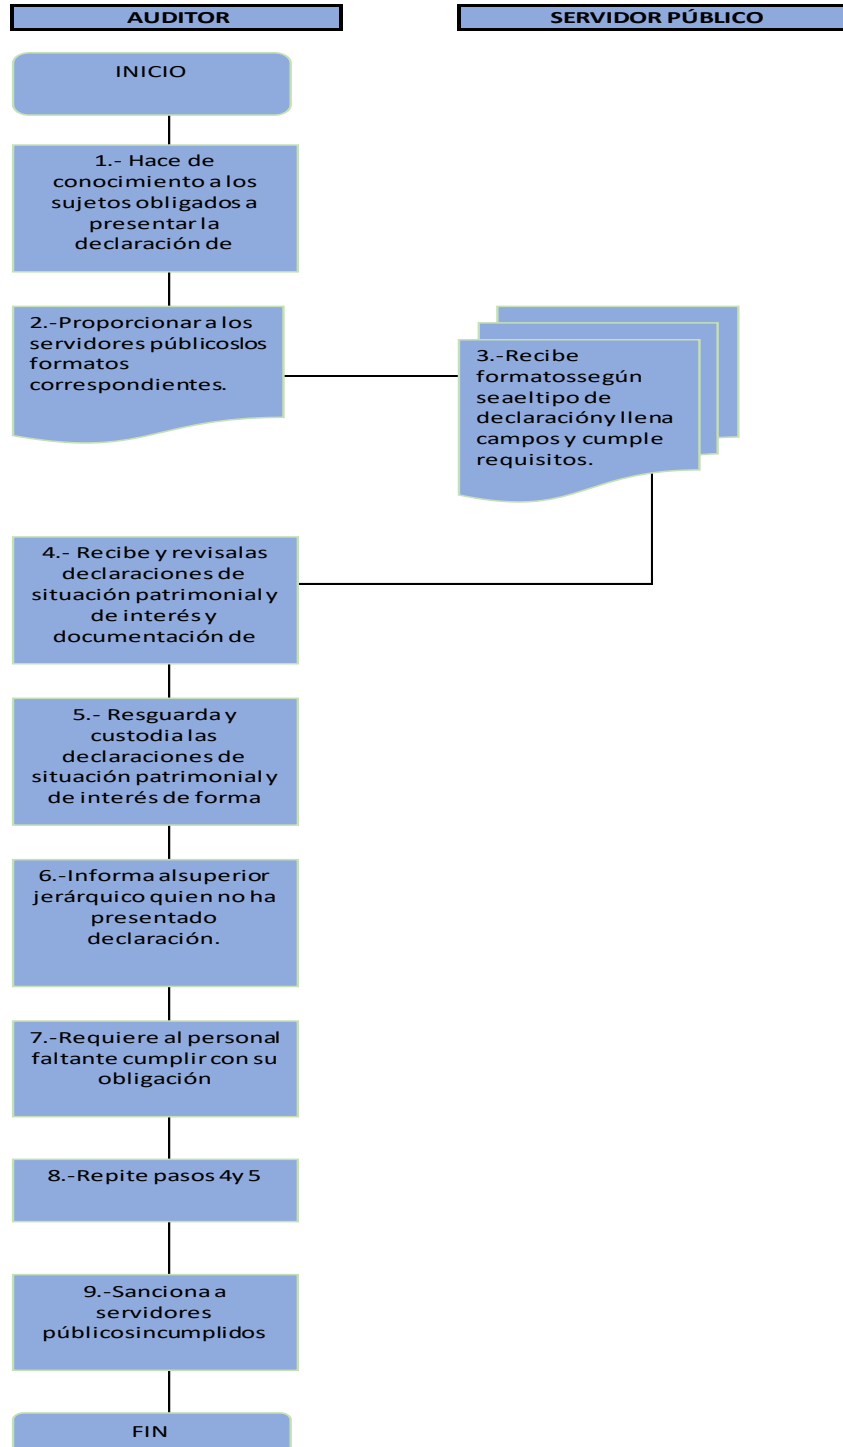 AUDITOR
SERVIDOR PÚBLICO
INICIO
1.- Hace de
conocimiento a los
sujetos obligados a
presentar la
declaración de
2.-Proporcionar a los
servidores públicoslos
formatos
correspondientes.
3.-Recibe
formatossegún
seaeltipo de
declaracióny llena
campos y cumple
requisitos.
4.- Recibe y revisalas
declaraciones de
situación patrimonial y
de interés y
documentación de
5.- Resguarda y
custodia las
declaraciones de
situación patrimonial y
de interés de forma
6.-Informa alsuperior
jerárquico quien no ha
presentado
declaración.
7.-Requiere al personal
faltante cumplir con su
obligación
8.-Repite pasos 4y 5
9.-Sanciona a
servidores
públicosincumplidos
FIN